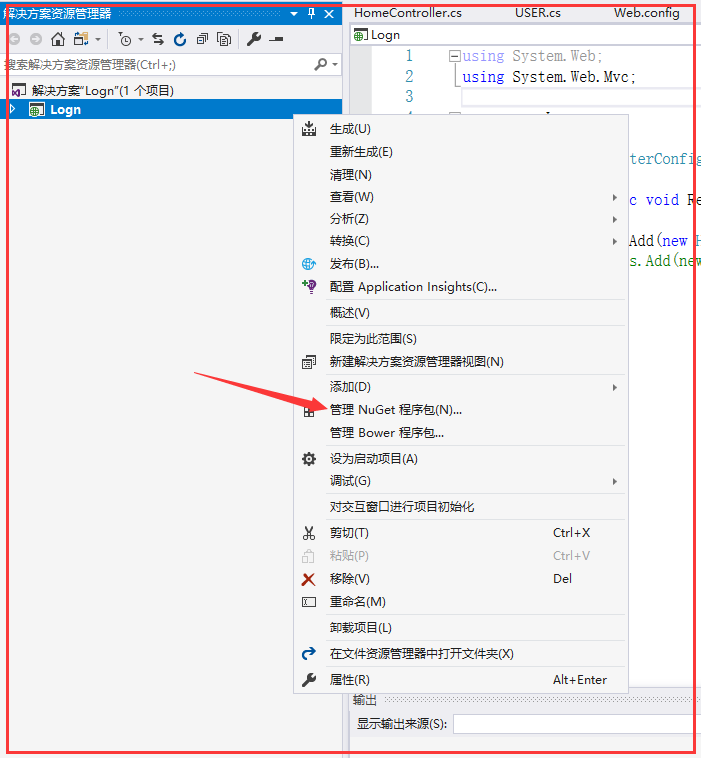 解决方案资源管理器
搜索解决方案资源管理器(Ctrl+;)
解决方案"Logn"(1 个项目)
Logn
HomeController.cs USER.cs Web.config
Logn
1 using System.Web;
2 using System.Web.Mvc;
3
terConfig
c void Re
Add(new H
s.Add(new
生成(U)
重新生成(E)
清理(N)
查看(W)
分析(Z)
转换(C)
发布(B)...
配置 Application Insights(C)...
概述(V)
限定为此范围(S)
新建解决方案资源管理器视图(N)
添加(D)
管理 NuGet 程序包(N)...
管理 Bower 程序包...
设为启动项目(A)
调试(G)
对交互窗口进行项目初始化
剪切(T) Ctrl+X
粘贴(P) Ctrl+V
移除(V) Del
重命名(M)
卸载项目(L)
在文件资源管理器中打开文件夹(X)
属性(R) Alt+Enter
输出
显示输出来源(S):